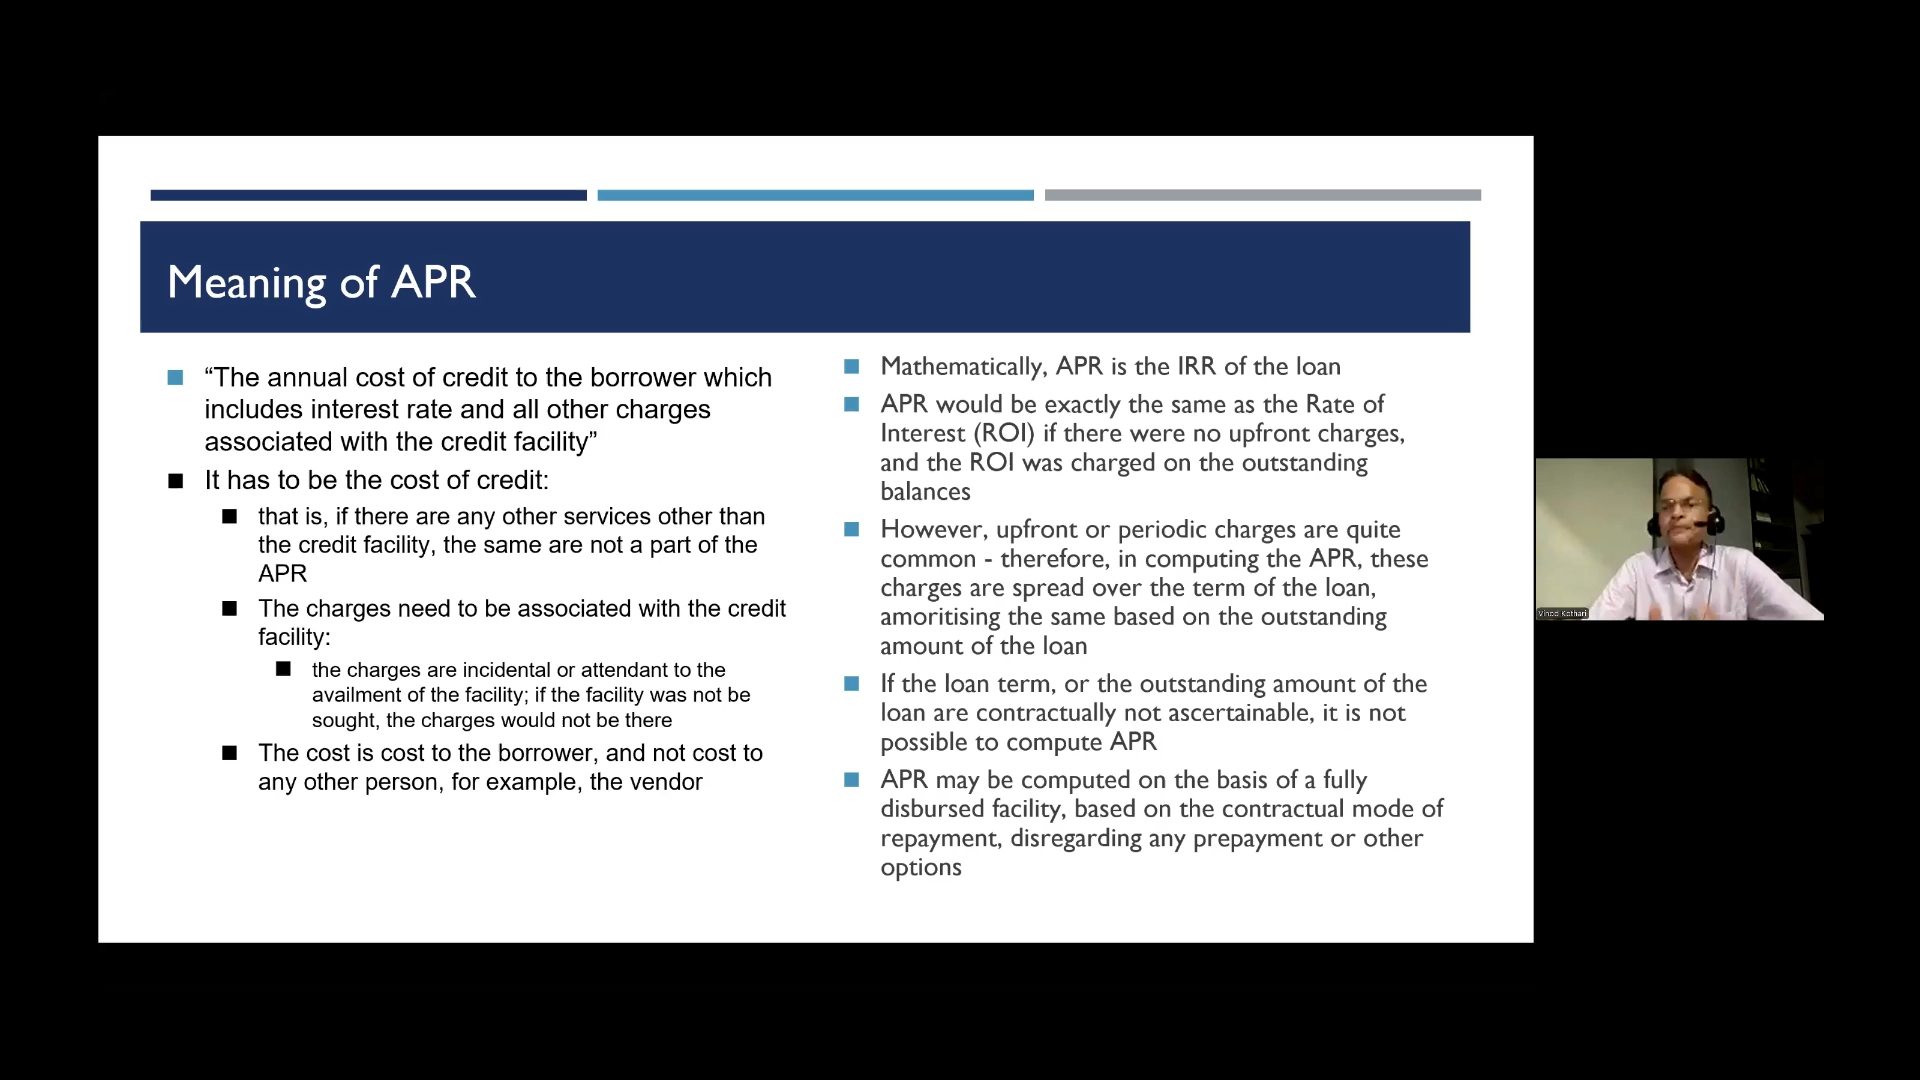 Meaning of APR
“The annual cost of credit to the borrower which
includes interest rate and all other charges
associated with the credit facility”
It has to be the cost of credit:
that is, if there are any other services other than
the credit facility, the same are not a part of the
APR
The charges need to be associated with the credit
facility:
the charges are incidental or attendant to the
availment of the facility; if the facility was not be
sought, the charges would not be there
The cost is cost to the borrower, and not cost to
any other person, for example, the vendor
Mathematically, APR is the IRR of the loan
APR would be exactly the same as the Rate of
Interest (ROI) if there were no upfront charges,
and the ROI was charged on the outstanding
balances
However, upfront or periodic charges are quite
common - therefore, in computing the APR, these
charges are spread over the term of the loan,
amortising the same based on the outstanding
amount of the loan
If the loan term, or the outstanding amount of the
loan are contractually not ascertainable, it is not
possible to compute APR
APR may be computed on the basis of a fully
disbursed facility, based on the contractual mode of
repayment, disregarding any prepayment or other
options
Vinod Kothari